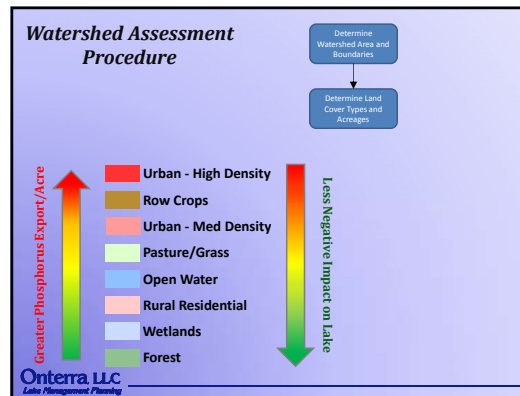 Watershed Assessment
Procedure
Determine
Watershed Area and
Boundaries
Determine Land
Cover Types and
Acreages
Greater Phosphorus Export/Acre
Urban - High Density
Row Crops
Urban - Med Density
Pasture/Grass
Open Water
Rural Residential
Wetlands
Forest
Less Negative Impact on Lake
Onterra, LLC
Lake Management Planning